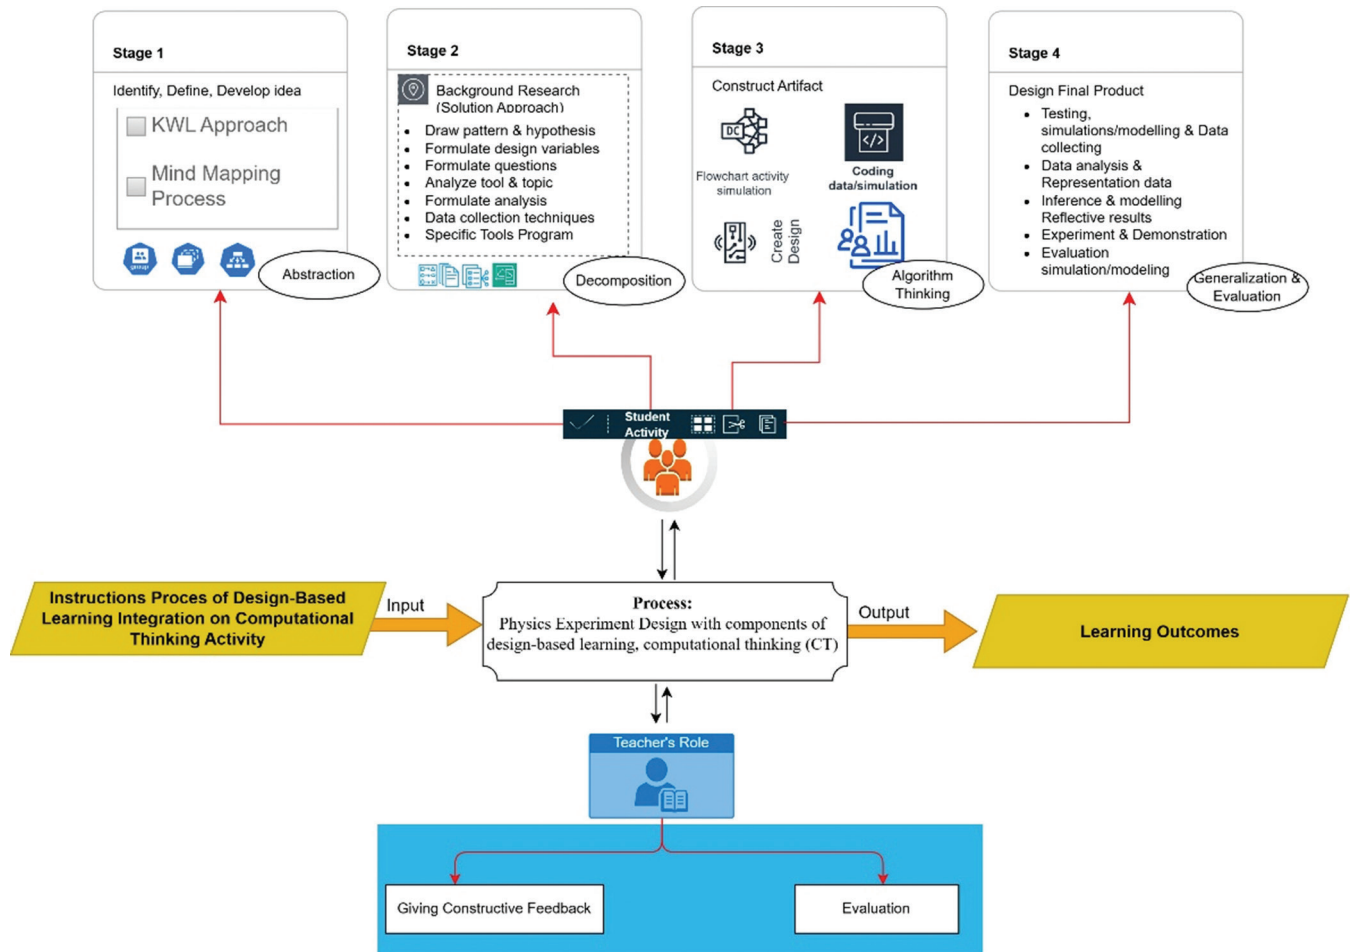 Stage 1
Identify, Define, Develop idea
KWL Approach
Mind Mapping
Process
group
Abstraction
Stage 2
Background Research
(Solution Approach)
• Draw pattern & hypothesis
• Formulate design variables
• Formulate questions
• Analyze tool & topic
• Formulate analysis
• Data collection techniques
• Specific Tools Program
Decomposition
Stage 3
Construct Artifact
DC
Flowchart activity
simulation
Coding
data/simulation
Create
Design
Algorithm
Thinking
Stage 4
Design Final Product
• Testing,
simulations/modelling & Data
collecting
• Data analysis &
Representation data
• Inference & modelling
Reflective results
• Experiment & Demonstration
• Evaluation
simulation/modeling
Generalization &
Evaluation
Student
Activity
Instructions Proces of Design-Based
Learning Integration on Computational
Thinking Activity
Input
Process:
Physics Experiment Design with components of
design-based learning, computational thinking (CT)
Output
Learning Outcomes
Teacher's Role
Giving Constructive Feedback
Evaluation